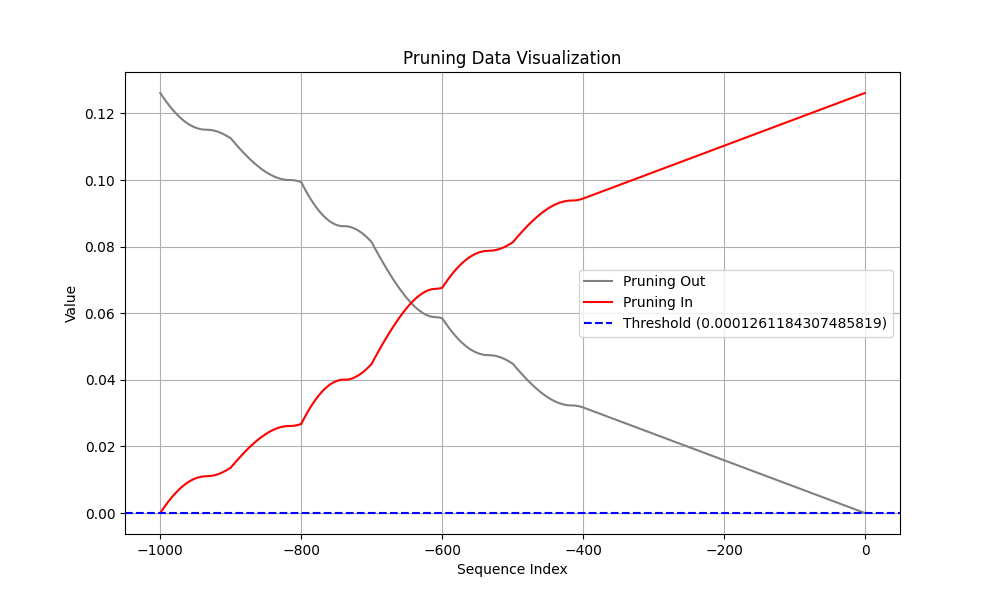 Pruning Data Visualization
0.12
0.10
0.08
0.06
0.04
0.02
0.00
Value
Pruning Out
Pruning In
Threshold (0.0001261184307485819)
−1000 −800 −600 −400 −200 0
Sequence Index